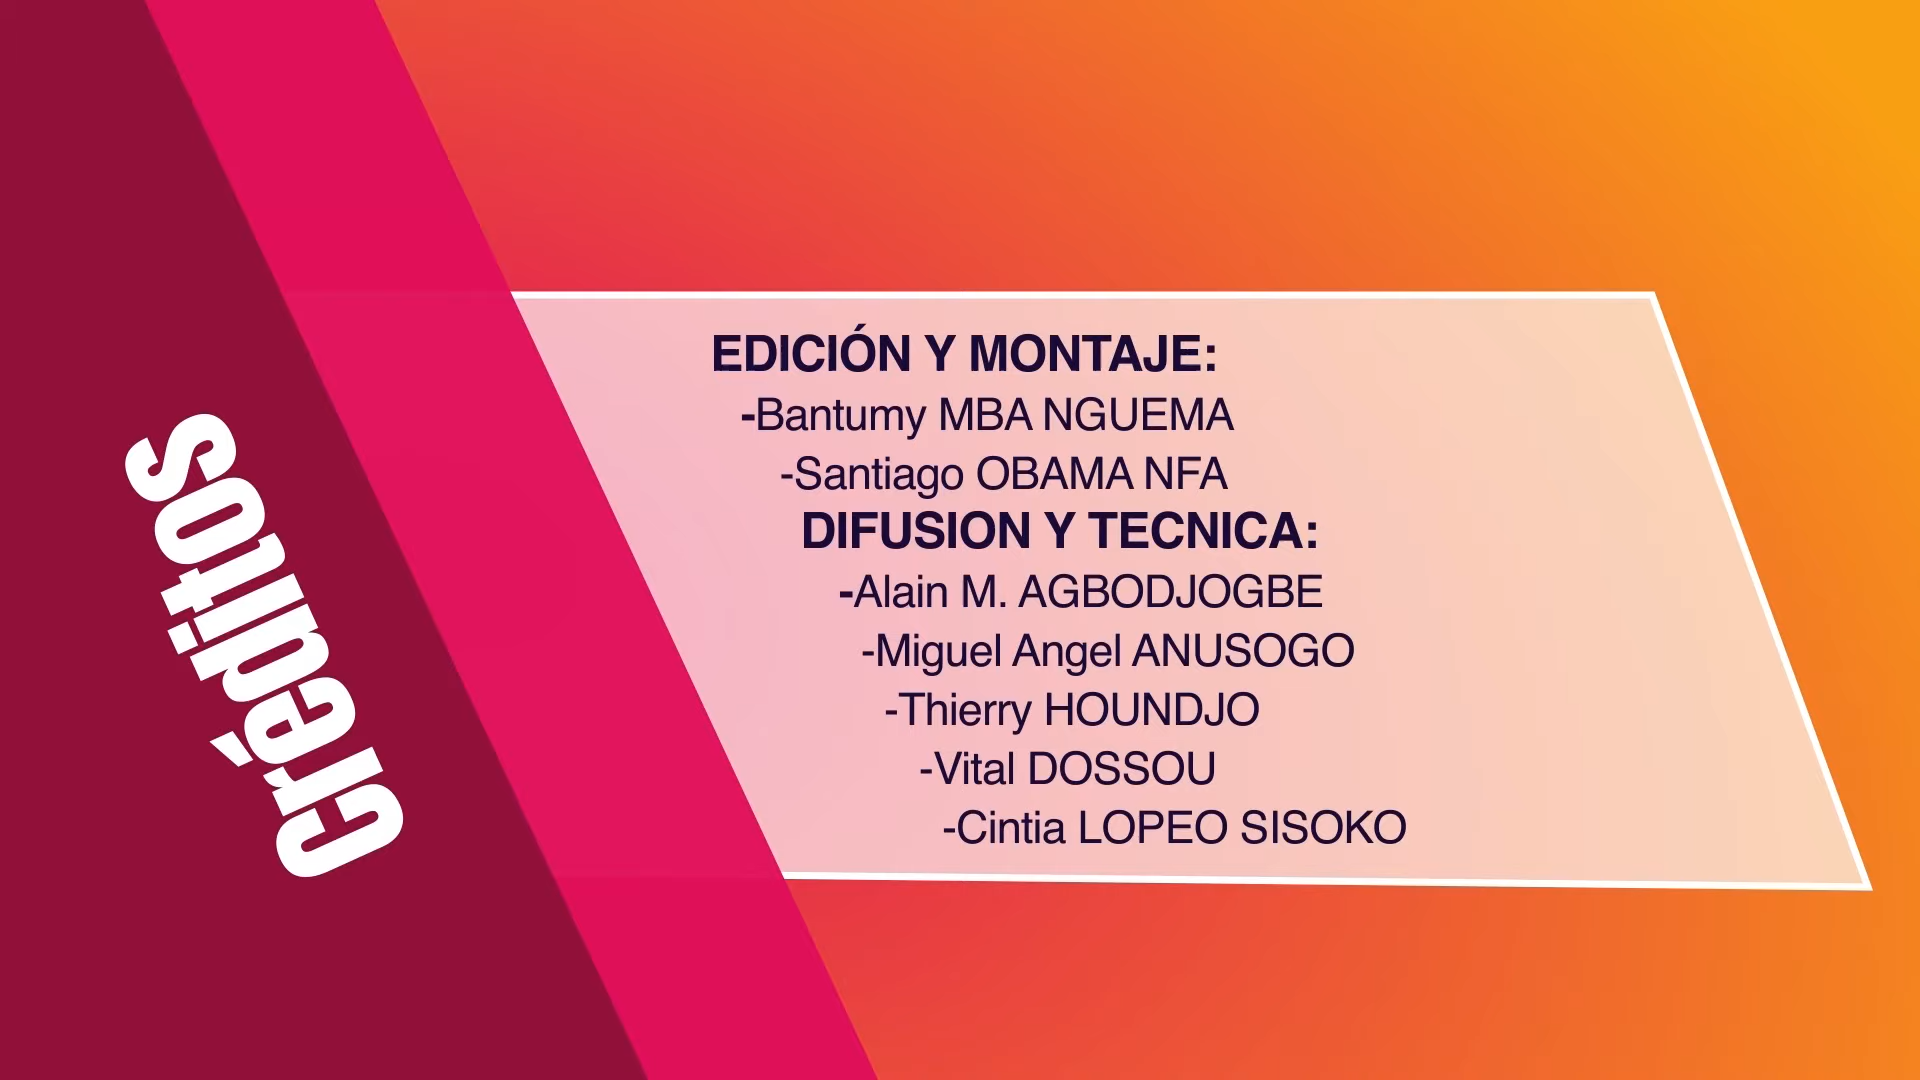 créditos
EDICIÓN Y MONTAJE:
-Bantumy MBA NGUEMA
-Santiago OBAMA NFA
DIFUSION Y TECNICA:
-Alain M. AGBODJOGBE
-Miguel Angel ANUSOGO
-Thierry HOUNDJO
-Vital DOSSOU
-Cintia LOPEO SISOKO